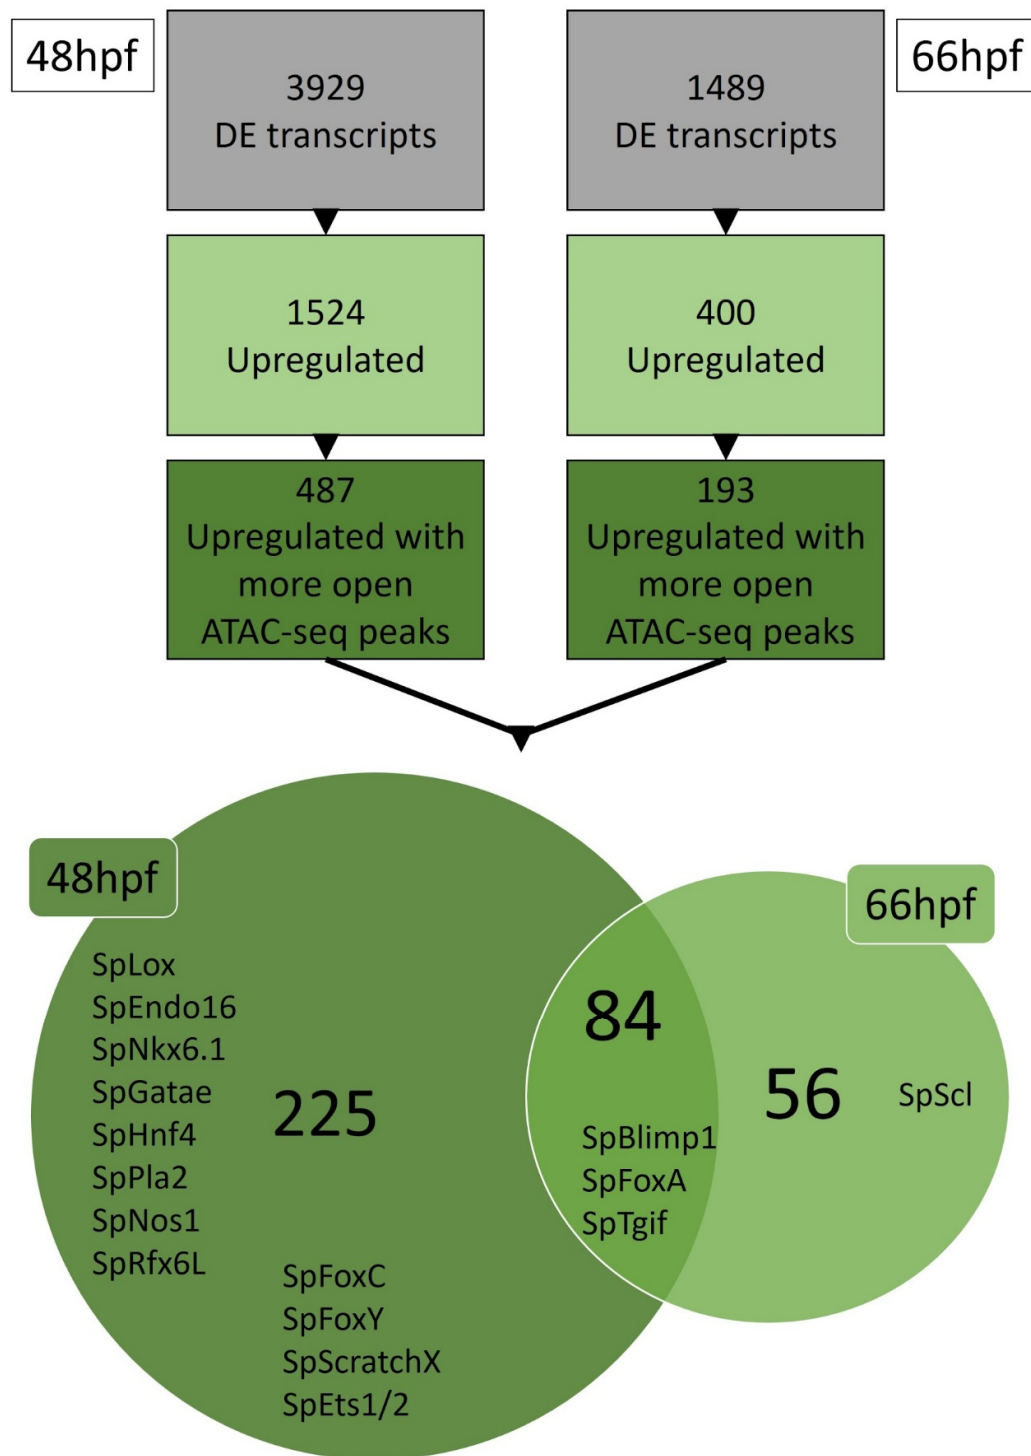 48hpf
3929
DE transcripts
1489
DE transcripts
66hpf
1524
Upregulated
400
Upregulated
487
Upregulated with
more open
ATAC-seq peaks
193
Upregulated with
more open
ATAC-seq peaks
48hpf
66hpf
SpLox
SpEndo16
SpNkx6.1
SpGatae
SpHnf4
SpPla2
SpNos1
SpRfx6L
225
SpFoxC
SpFoxY
SpScratchX
SpEts1/2
84
SpBlimp1
SpFoxA
SpTgif
56
SpScl